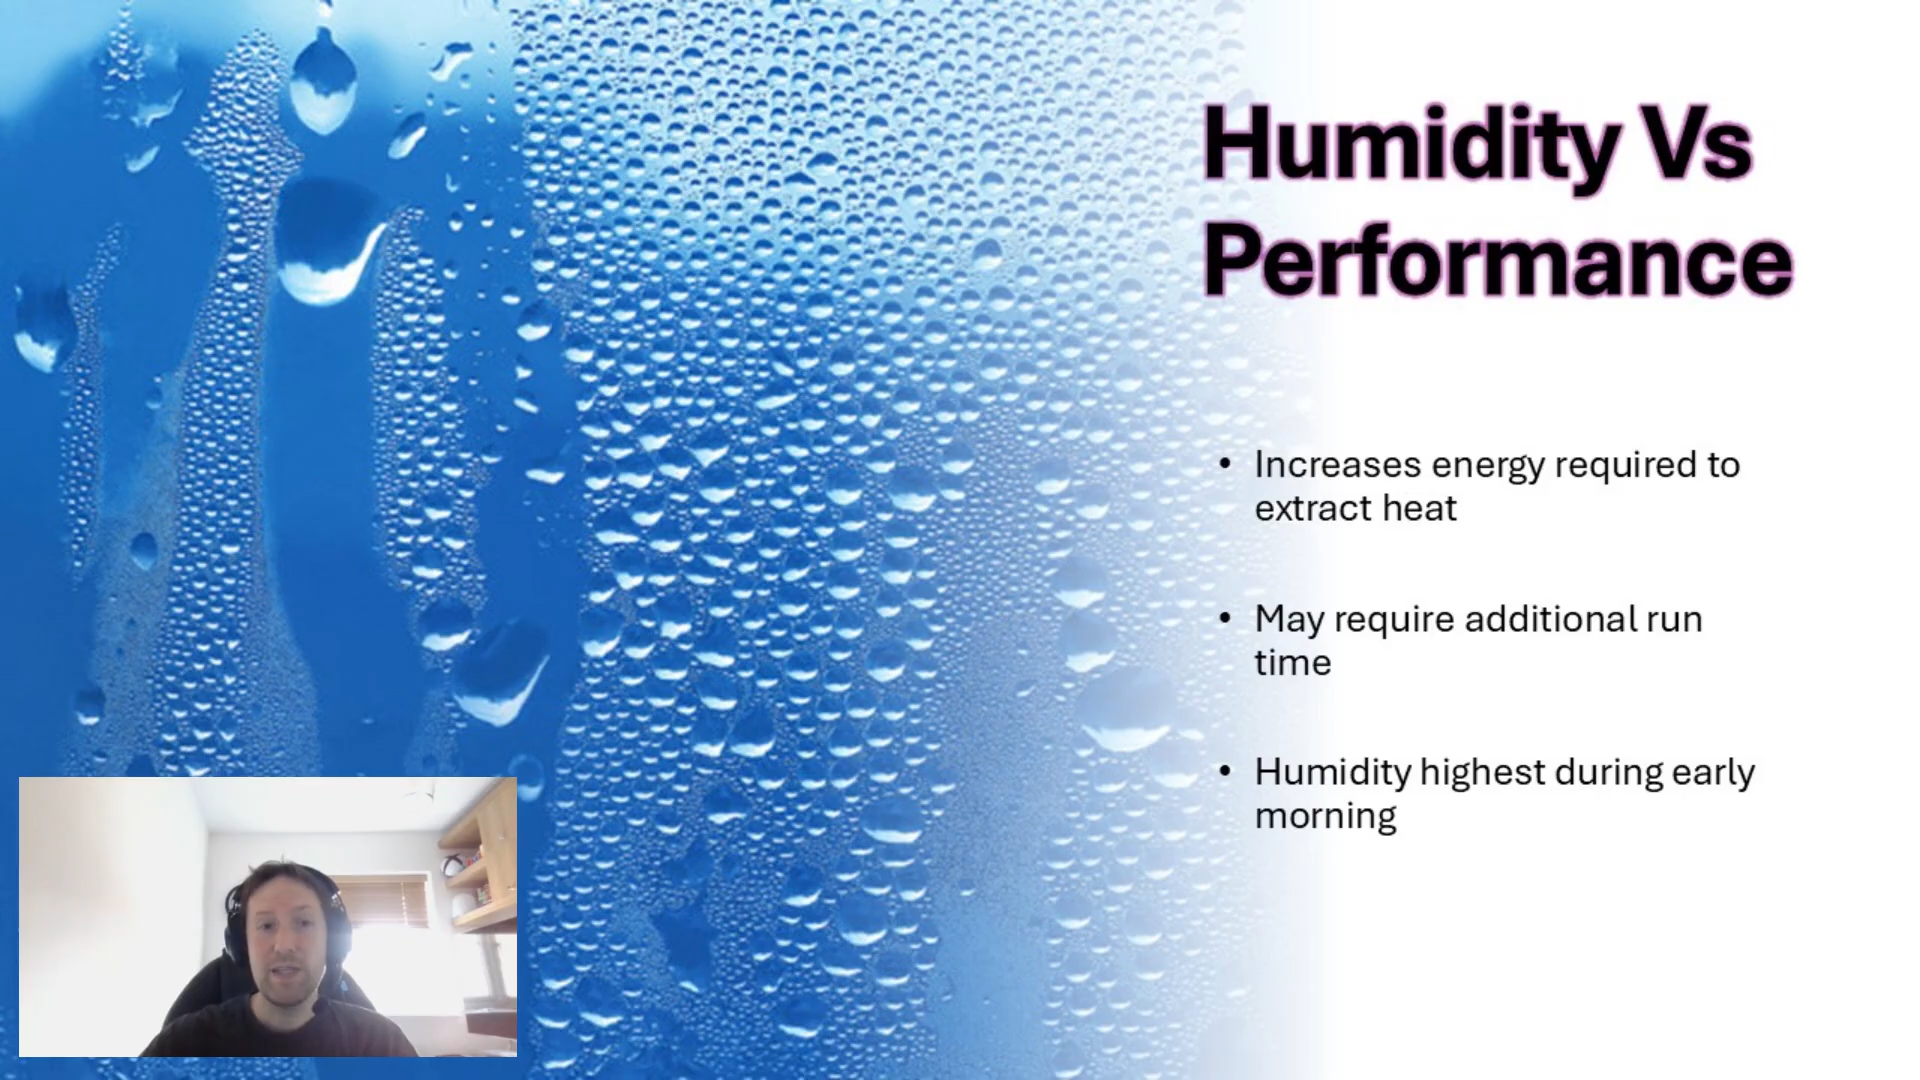 Humidity Vs
Performance
• Increases energy required to
extract heat
• May require additional run
time
• Humidity highest during early
morning